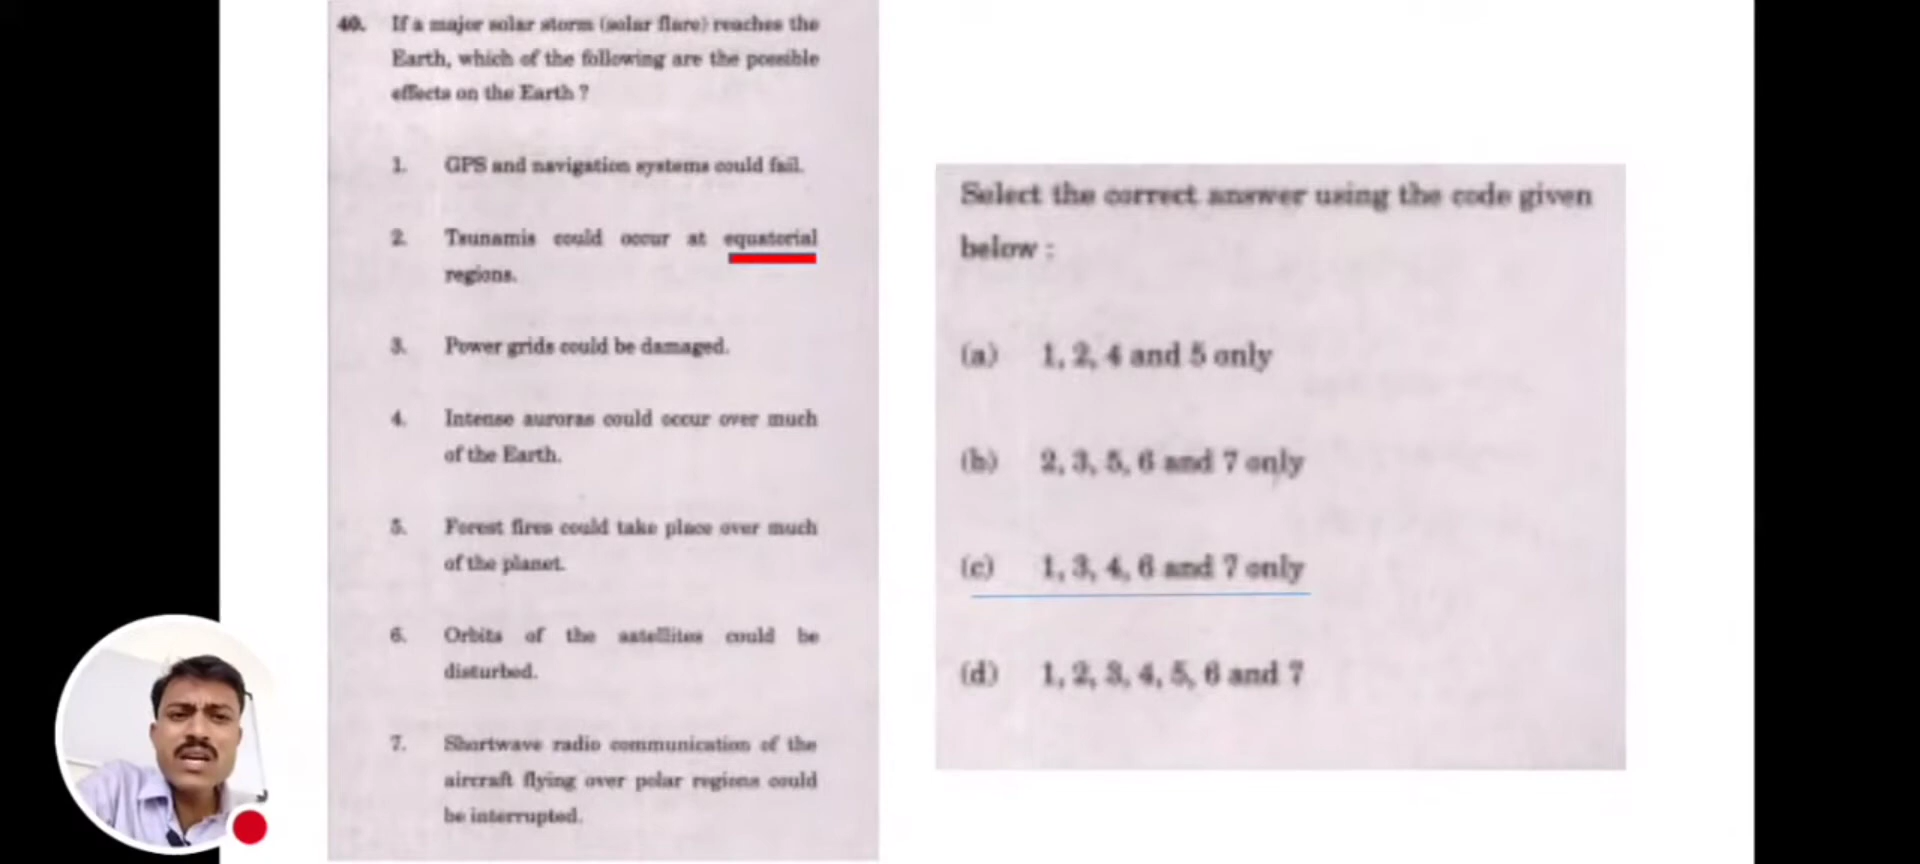 40. If a major solar storm (solar flare) reaches the
Earth, which of the following are the possible
effects on the Earth ?
1. GPS and navigation systems could fail.
2. Tsunamis could occur at equatorial
regions.
3. Power grids could be damaged.
4. Intense auroras could occur over much
of the Earth.
5. Forest fires could take place over much
of the planet.
6. Orbits of the satellites could be
disturbed.
7. Shortwave radio communication of the
aircraft flying over polar regions could
be interrupted.
Select the correct answer using the code given
below :
(a) 1, 2, 4 and 5 only
(b) 2, 3, 5, 6 and 7 only
(c) 1, 3, 4, 6 and 7 only
(d) 1, 2, 3, 4, 5, 6 and 7